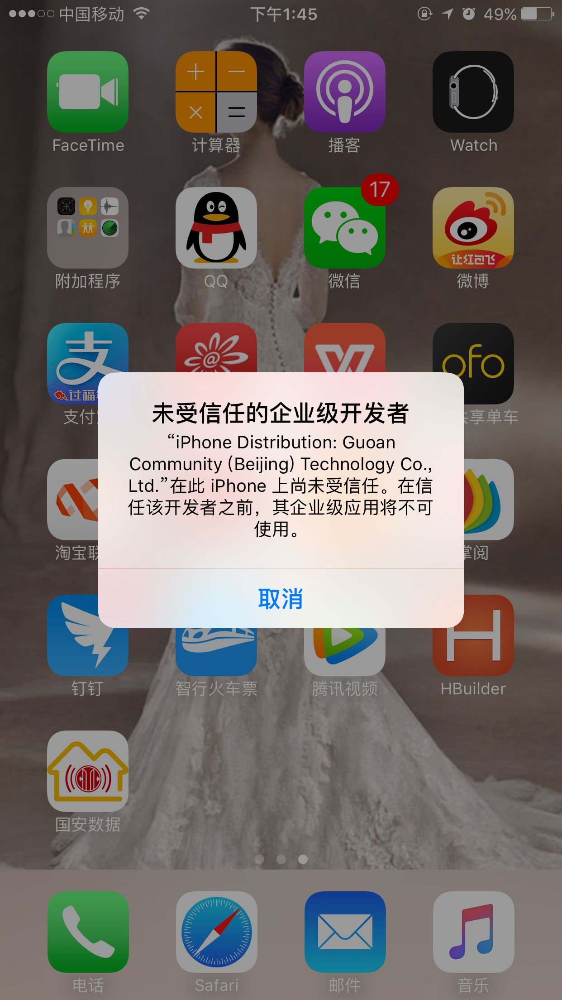 中国移动
下午1:45
49%
FaceTime
计算器
播客
Watch
附加程序
QQ
17
微信
让红包飞
微博
支
过福
支付
ofo
共享单车
未受信任的企业级开发者
“iPhone Distribution: Guoan
Community (Beijing) Technology Co.,
Ltd.”在此 iPhone 上尚未受信任。在信
任该开发者之前，其企业级应用将不可
使用。
取消
淘宝联
掌阅
钉钉
智行火车票
腾讯视频
HBuilder
国安数据
电话
Safari
邮件
音乐